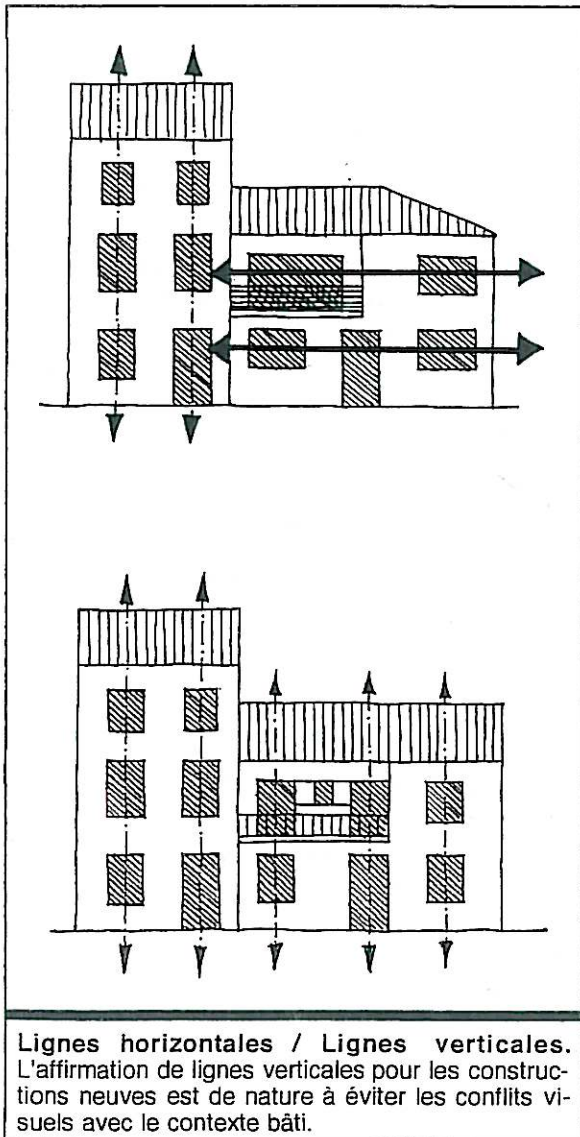 Lignes horizontales / Lignes verticales.
L'affirmation de lignes verticales pour les construc-
tions neuves est de nature à éviter les conflits vi-
suels avec le contexte bâti.